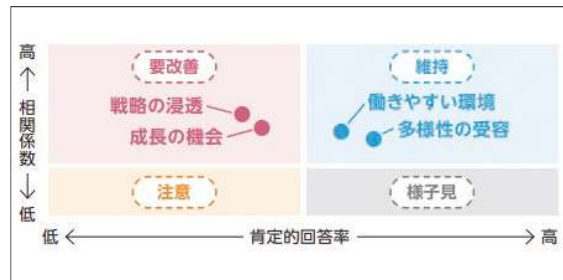 高
↑
相関係数
↓
低
要改善
戦略の浸透
成長の機会
維持
働きやすい環境
多様性の受容
注意
様子見
低 ← 肯定的回答率 → 高